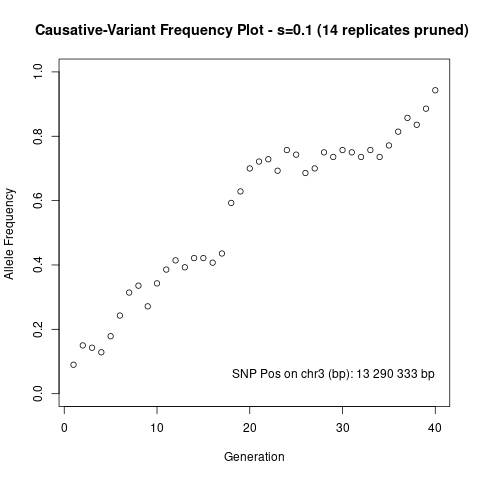 Causative-Variant Frequency Plot - s=0.1 (14 replicates pruned)
1.0
0.8
0.6
0.4
0.2
0.0
Allele Frequency
SNP Pos on chr3 (bp): 13 290 333 bp
0 10 20 30 40
Generation